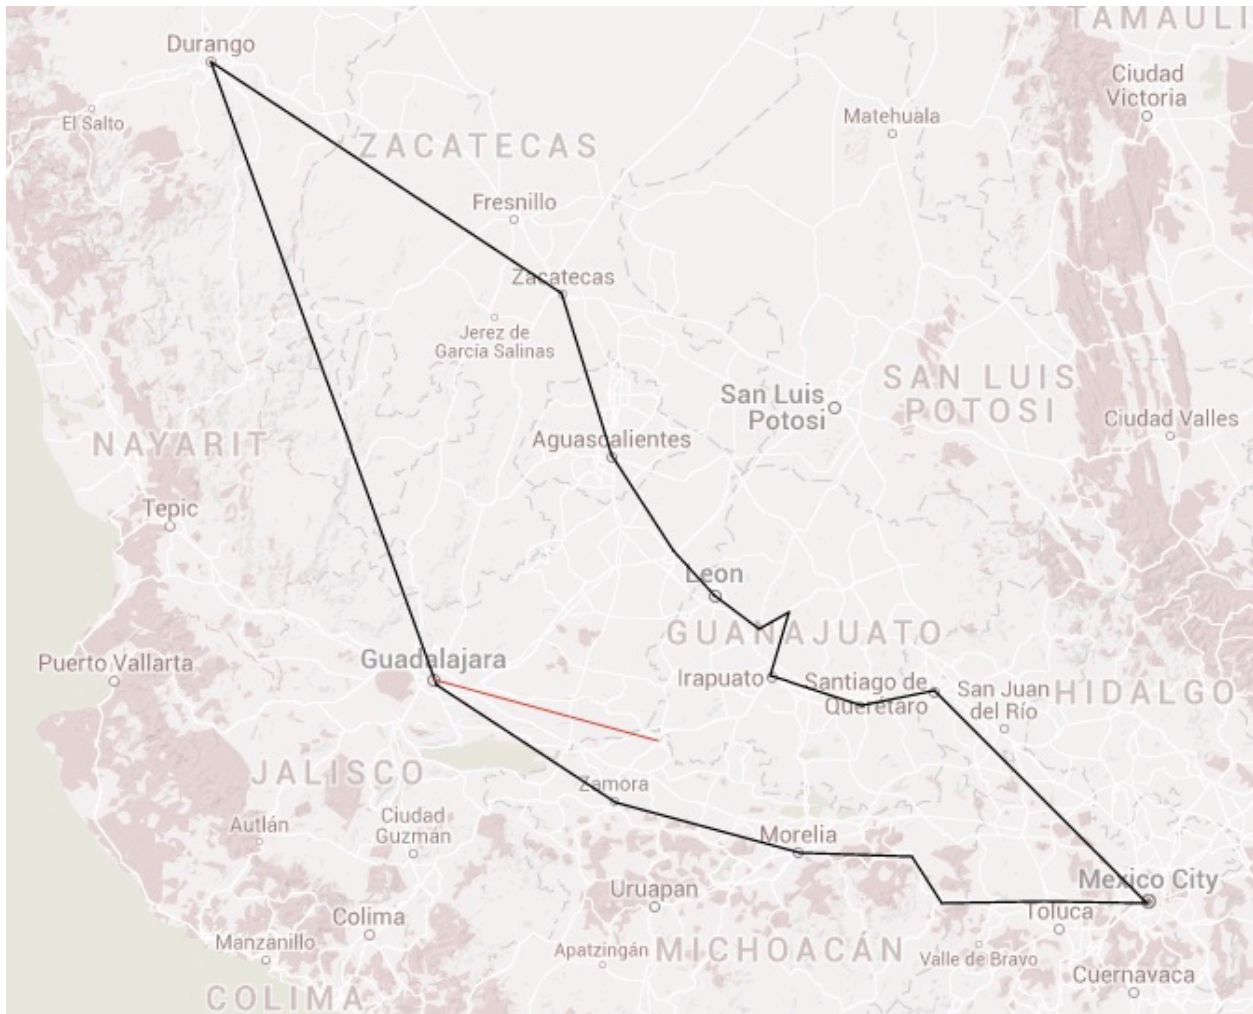 TAMAULI
Durango
Ciudad
Victoria
El Salto
Matehuala
ZACATECAS
Fresnillo
Zacatecas
Jerez de
García Salinas
San Luis
Potosi
SAN LUIS
POTOSI
Ciudad Valles
NAYARIT
Aguascalientes
Tepic
Leon
GUANAJUATO
Puerto Vallarta
Guadalajara
Irapuato
Santiago de
Querétaro
San Juan
del Río
HIDALGO
JALISCO
Zamora
Autlán
Ciudad
Guzmán
Morelia
Mexico City
Uruapan
Toluca
Colima
Manzanillo
Apatzingán
MICHOACÁN
Valle de Bravo
Cuernavaca
COLIMA